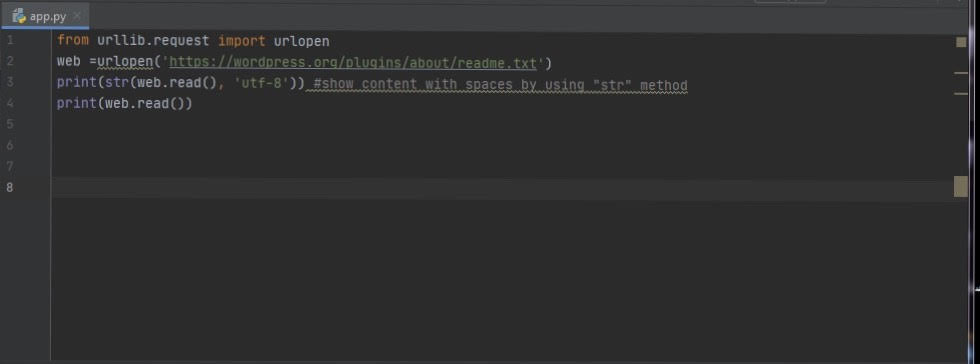 app.py
1 from urllib.request import urlopen
2 web =urlopen('https://wordpress.org/plugins/about/readme.txt')
3 print(str(web.read(), 'utf-8')) #show content with spaces by using "str" method
4 print(web.read())
5
6
7
8